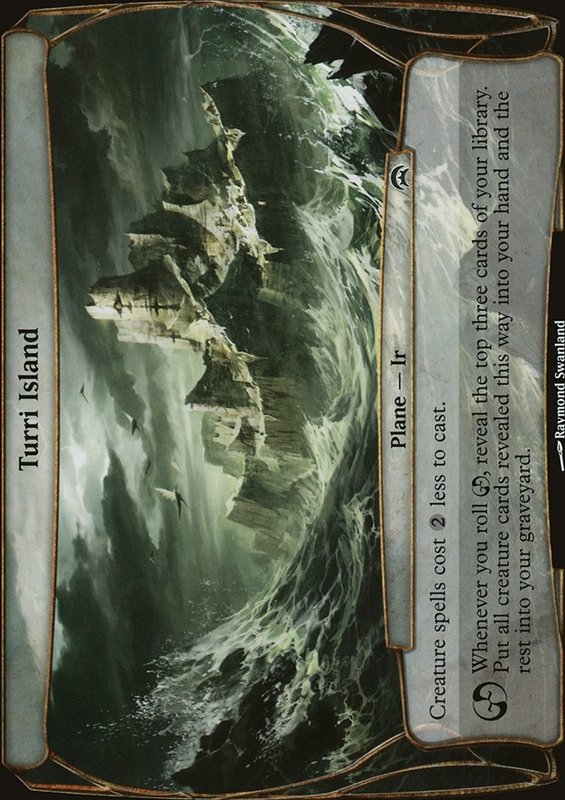 Turri Island
Plane — Ir
Creature spells cost 2 less to cast.
Whenever you roll , reveal the top three cards of your library.
Put all creature cards revealed this way into your hand and the
rest into your graveyard.
Raymond Swanland